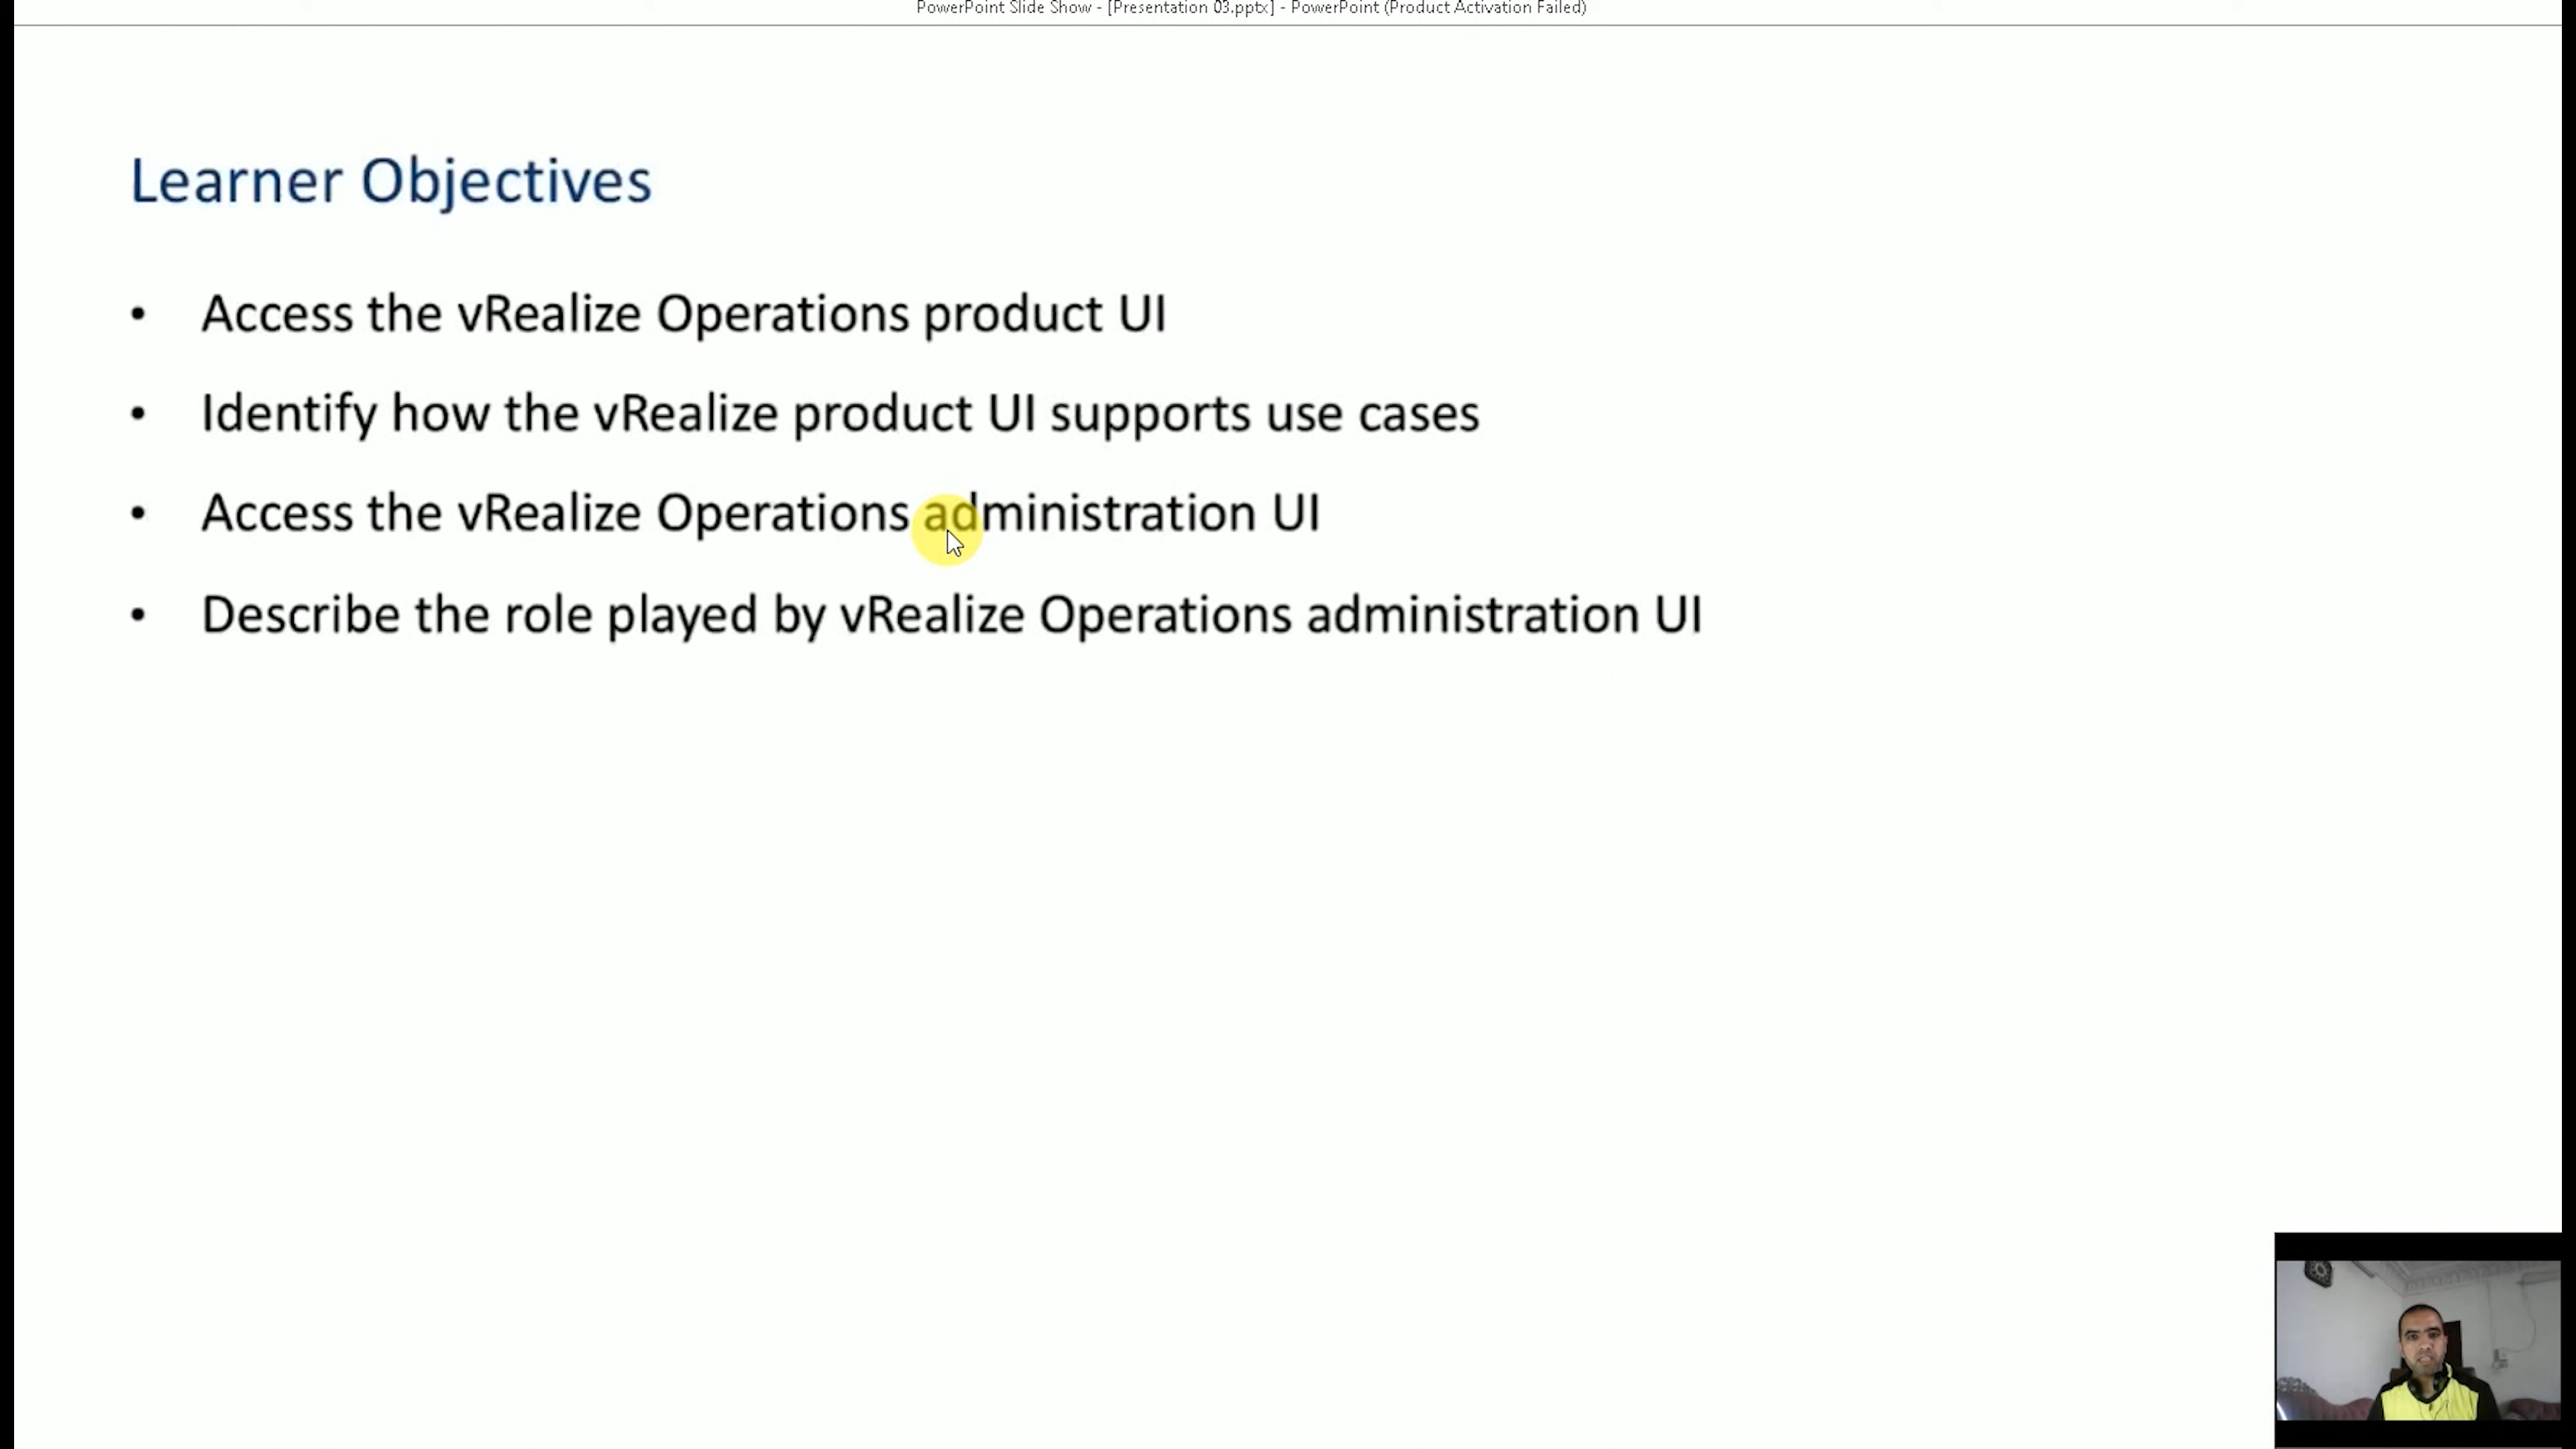 PowerPoint Slide Show - [Presentation 03.pptx] - PowerPoint (Product Activation Failed)
Learner Objectives
• Access the vRealize Operations product UI
• Identify how the vRealize product UI supports use cases
• Access the vRealize Operations administration UI
• Describe the role played by vRealize Operations administration UI